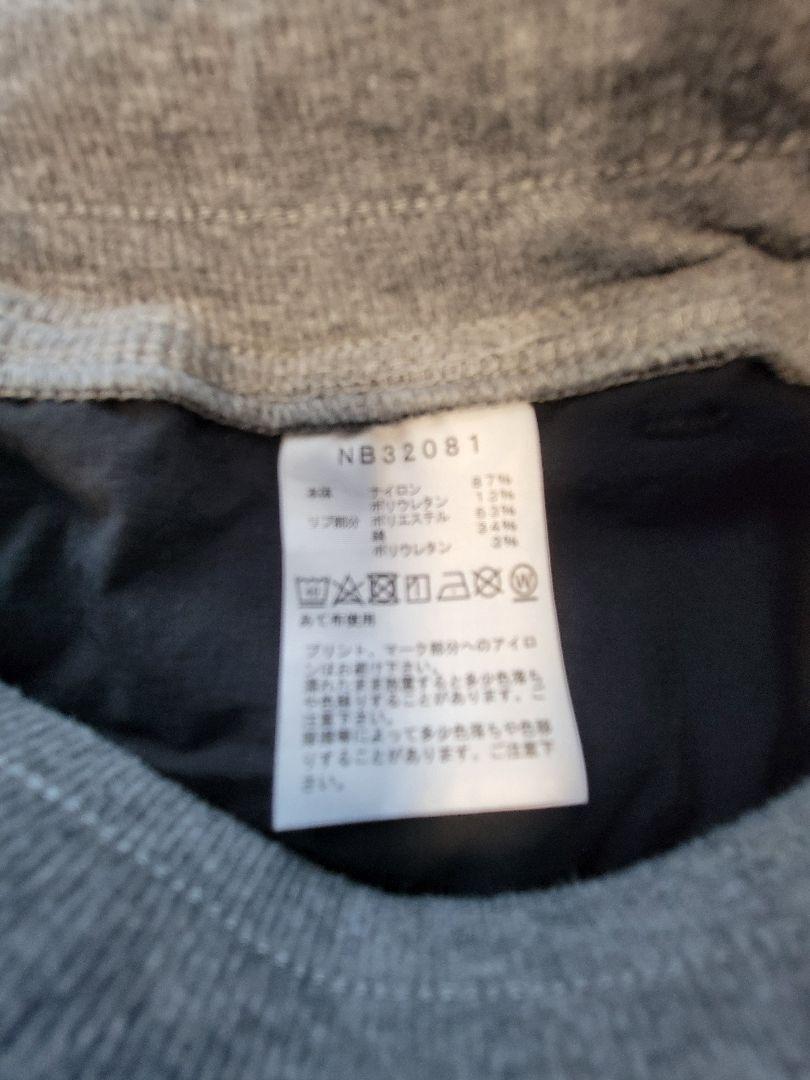 NB32081
本体 ナイロン 87%
ポリウレタン 13%
リブ部分 ポリエステル 63%
綿 34%
ポリウレタン 3%
あて布使用
プリント、マーク部分へのアイロ
ンはお避け下さい。
濡れたまま放置すると多少色落ち
や色移りすることがあります。ご
注意下さい。
摩擦等によって多少色落ちや色移
りすることがあります。ご注意下
さい。